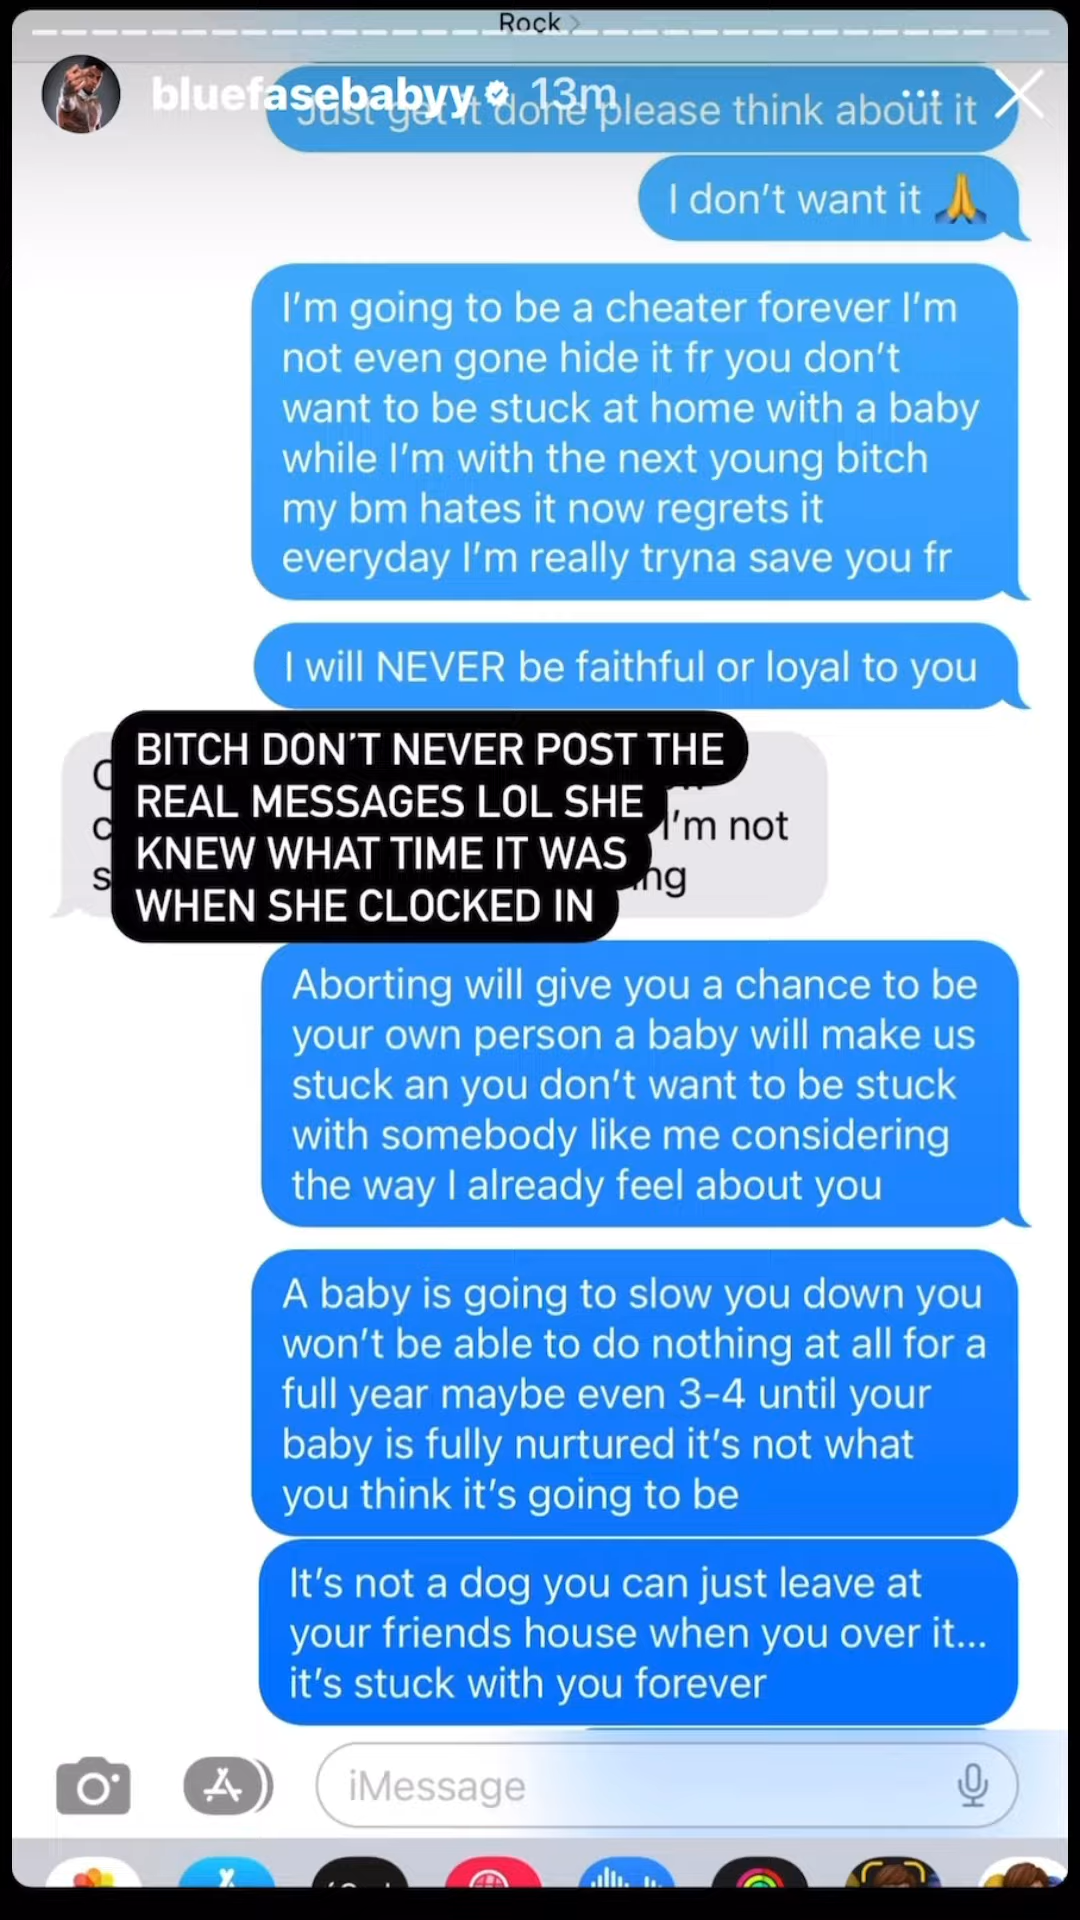 Rock
bluefasebabyy 13m
Just get it done please think about it
I don't want it 🙏
I'm going to be a cheater forever I'm
not even gone hide it fr you don't
want to be stuck at home with a baby
while I'm with the next young bitch
my bm hates it now regrets it
everyday I'm really tryna save you fr
I will NEVER be faithful or loyal to you
BITCH DON'T NEVER POST THE
REAL MESSAGES LOL SHE
KNEW WHAT TIME IT WAS
WHEN SHE CLOCKED IN
I'm not
Aborting will give you a chance to be
your own person a baby will make us
stuck an you don't want to be stuck
with somebody like me considering
the way I already feel about you
A baby is going to slow you down you
won't be able to do nothing at all for a
full year maybe even 3-4 until your
baby is fully nurtured it's not what
you think it's going to be
It's not a dog you can just leave at
your friends house when you over it...
it's stuck with you forever
iMessage